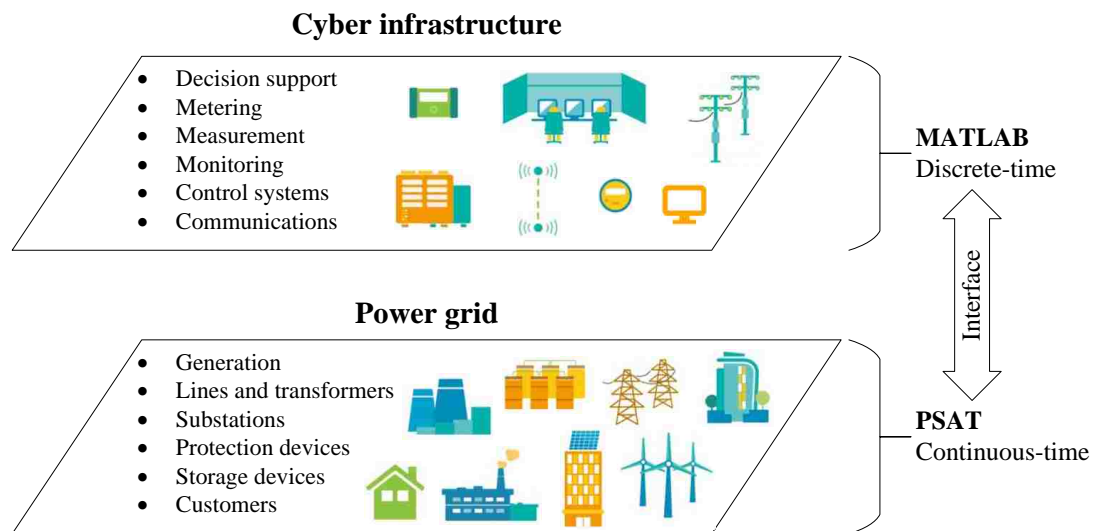 Cyber infrastructure
• Decision support
• Metering
• Measurement
• Monitoring
• Control systems
• Communications
MATLAB
Discrete-time
Interface
Power grid
• Generation
• Lines and transformers
• Substations
• Protection devices
• Storage devices
• Customers
PSAT
Continuous-time